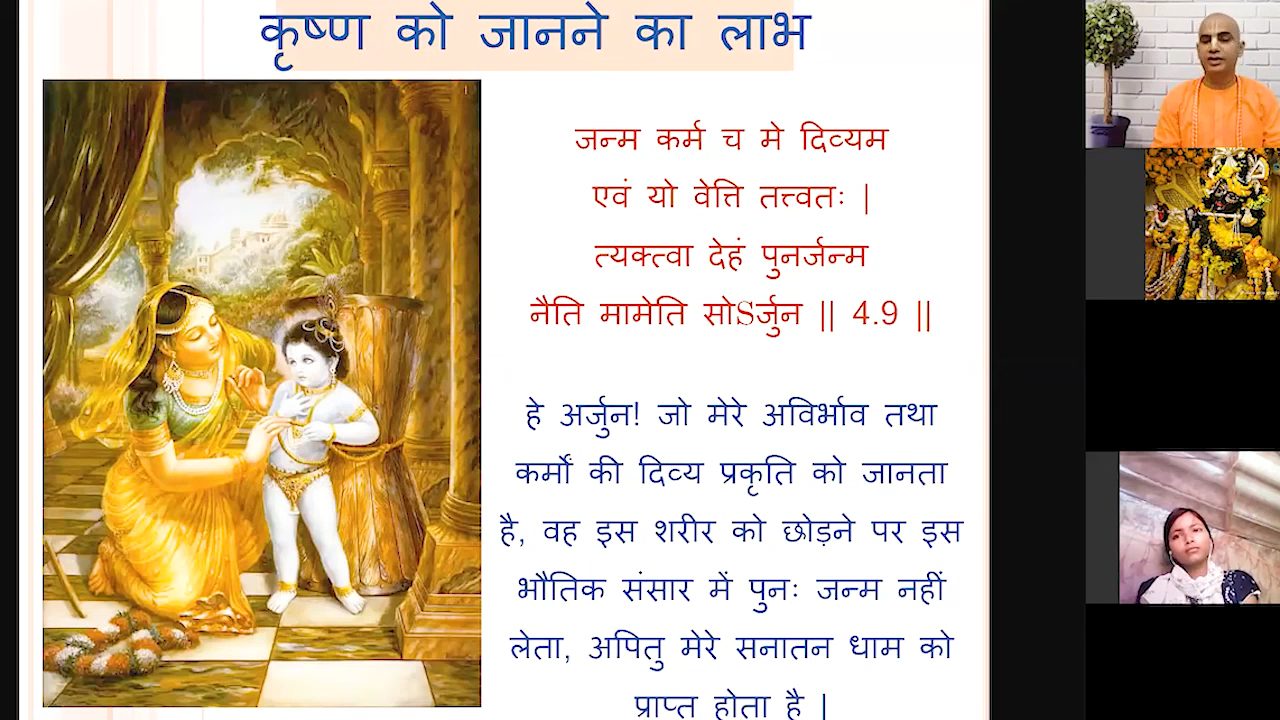 कृष्ण को जानने का लाभ
जन्म कर्म च मे दिव्यम
एवं यो वेत्ति तत्त्वतः |
त्यक्त्वा देहं पुनर्जन्म
नैति मामेति सोSर्जुन || 4.9 ||
हे अर्जुन! जो मेरे अविर्भाव तथा
कर्मों की दिव्य प्रकृति को जानता
है, वह इस शरीर को छोड़ने पर इस
भौतिक संसार में पुनः जन्म नहीं
लेता, अपितु मेरे सनातन धाम को
प्राप्त होता है |